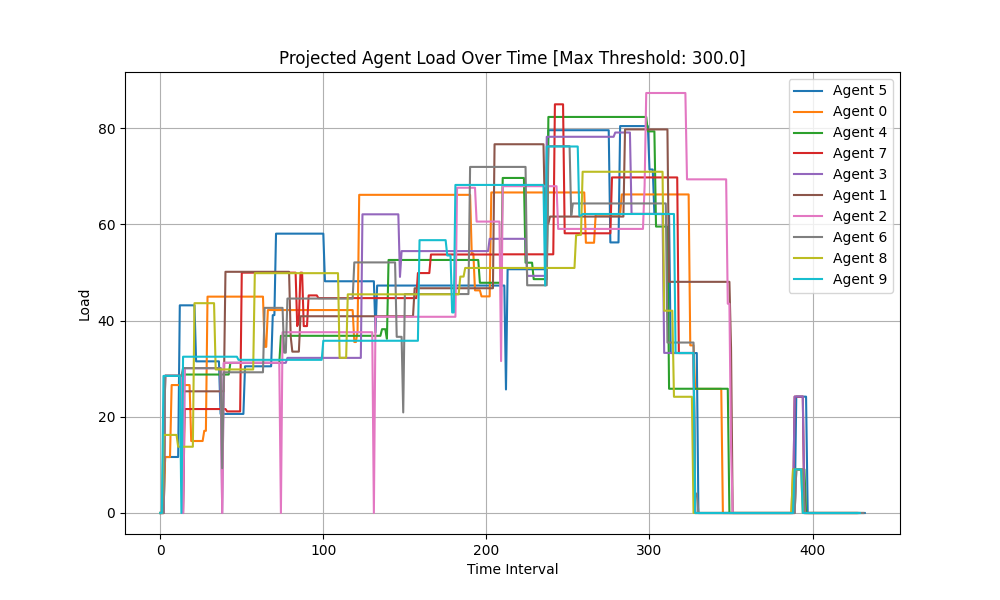 Projected Agent Load Over Time [Max Threshold: 300.0]
Load
80
60
40
20
0
0 100 200 300 400
Time Interval
Agent 5
Agent 0
Agent 4
Agent 7
Agent 3
Agent 1
Agent 2
Agent 6
Agent 8
Agent 9